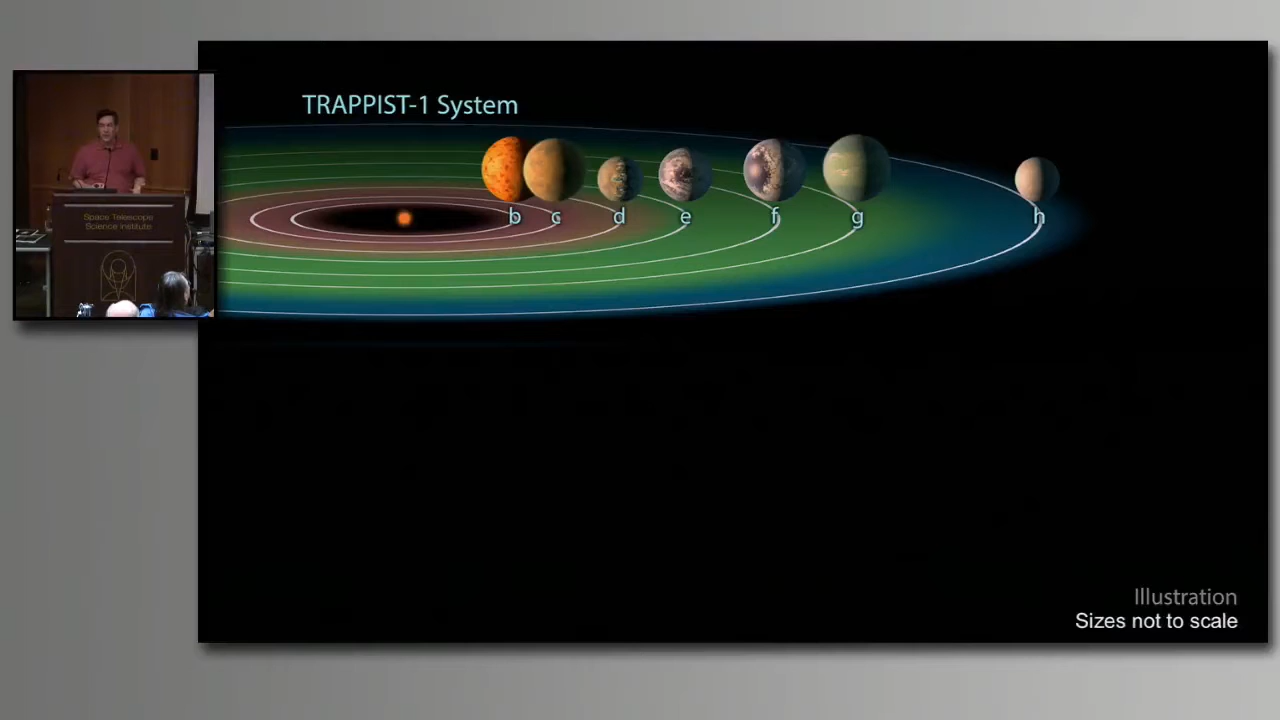 TRAPPIST-1 System
b c d e f g h
Space Telescope
Science Institute
Illustration
Sizes not to scale